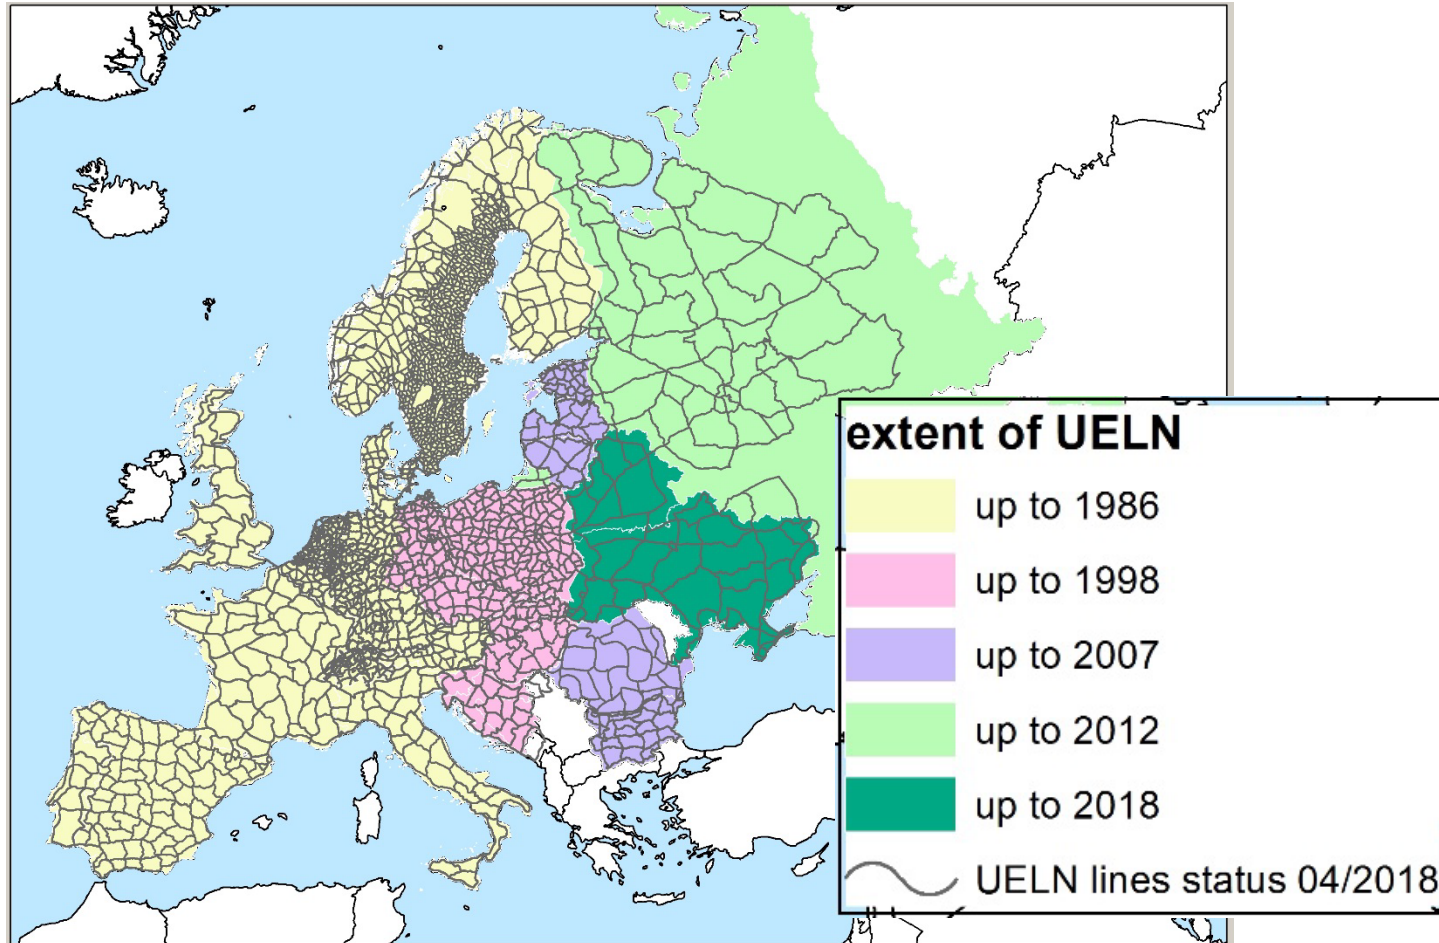 extent of UELN
up to 1986
up to 1998
up to 2007
up to 2012
up to 2018
UELN lines status 04/2018